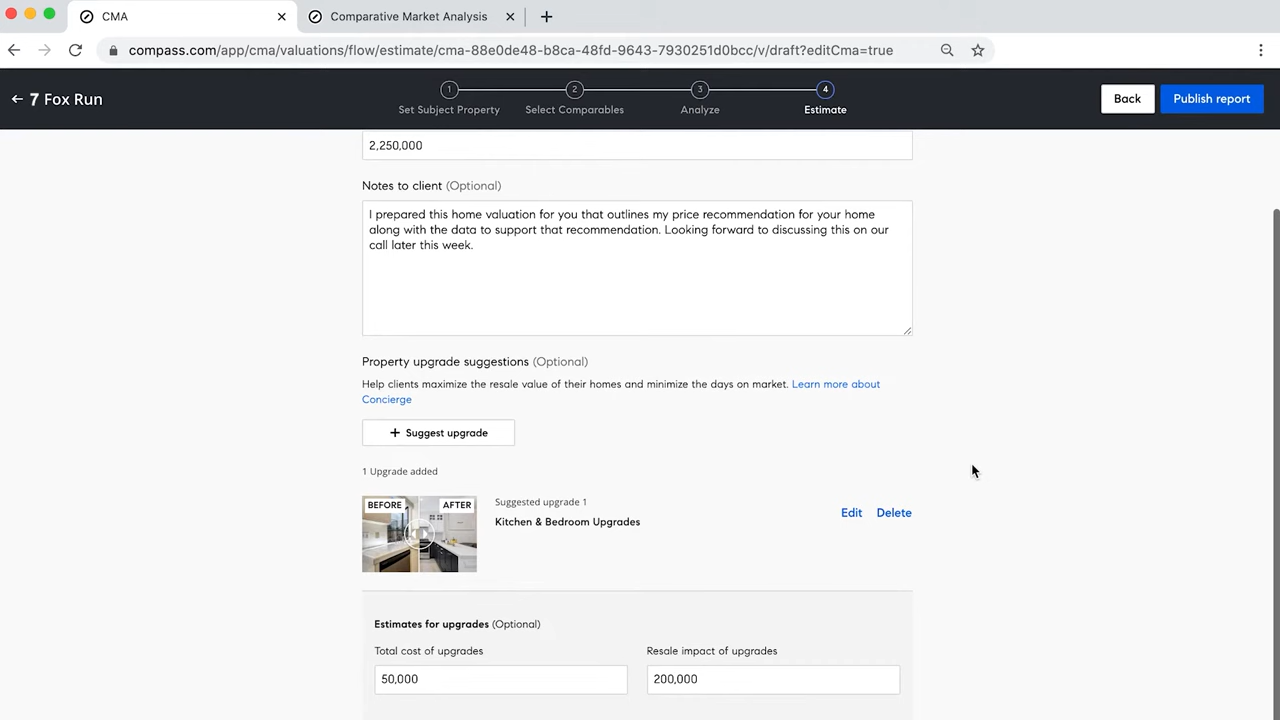 CMA
Comparative Market Analysis
compass.com/app/cma/valuations/flow/estimate/cma-88e0de48-b8ca-48fd-9643-7930251d0bcc/v/draft?editCma=true
7 Fox Run
1
2
3
4
Set Subject Property
Select Comparables
Analyze
Estimate
Back
Publish report
2,250,000
Notes to client (Optional)
I prepared this home valuation for you that outlines my price recommendation for your home
along with the data to support that recommendation. Looking forward to discussing this on our
call later this week.
Property upgrade suggestions (Optional)
Help clients maximize the resale value of their homes and minimize the days on market. Learn more about
Concierge
+ Suggest upgrade
1 Upgrade added
BEFORE
AFTER
Suggested upgrade 1
Kitchen & Bedroom Upgrades
Edit
Delete
Estimates for upgrades (Optional)
Total cost of upgrades
Resale impact of upgrades
50,000
200,000